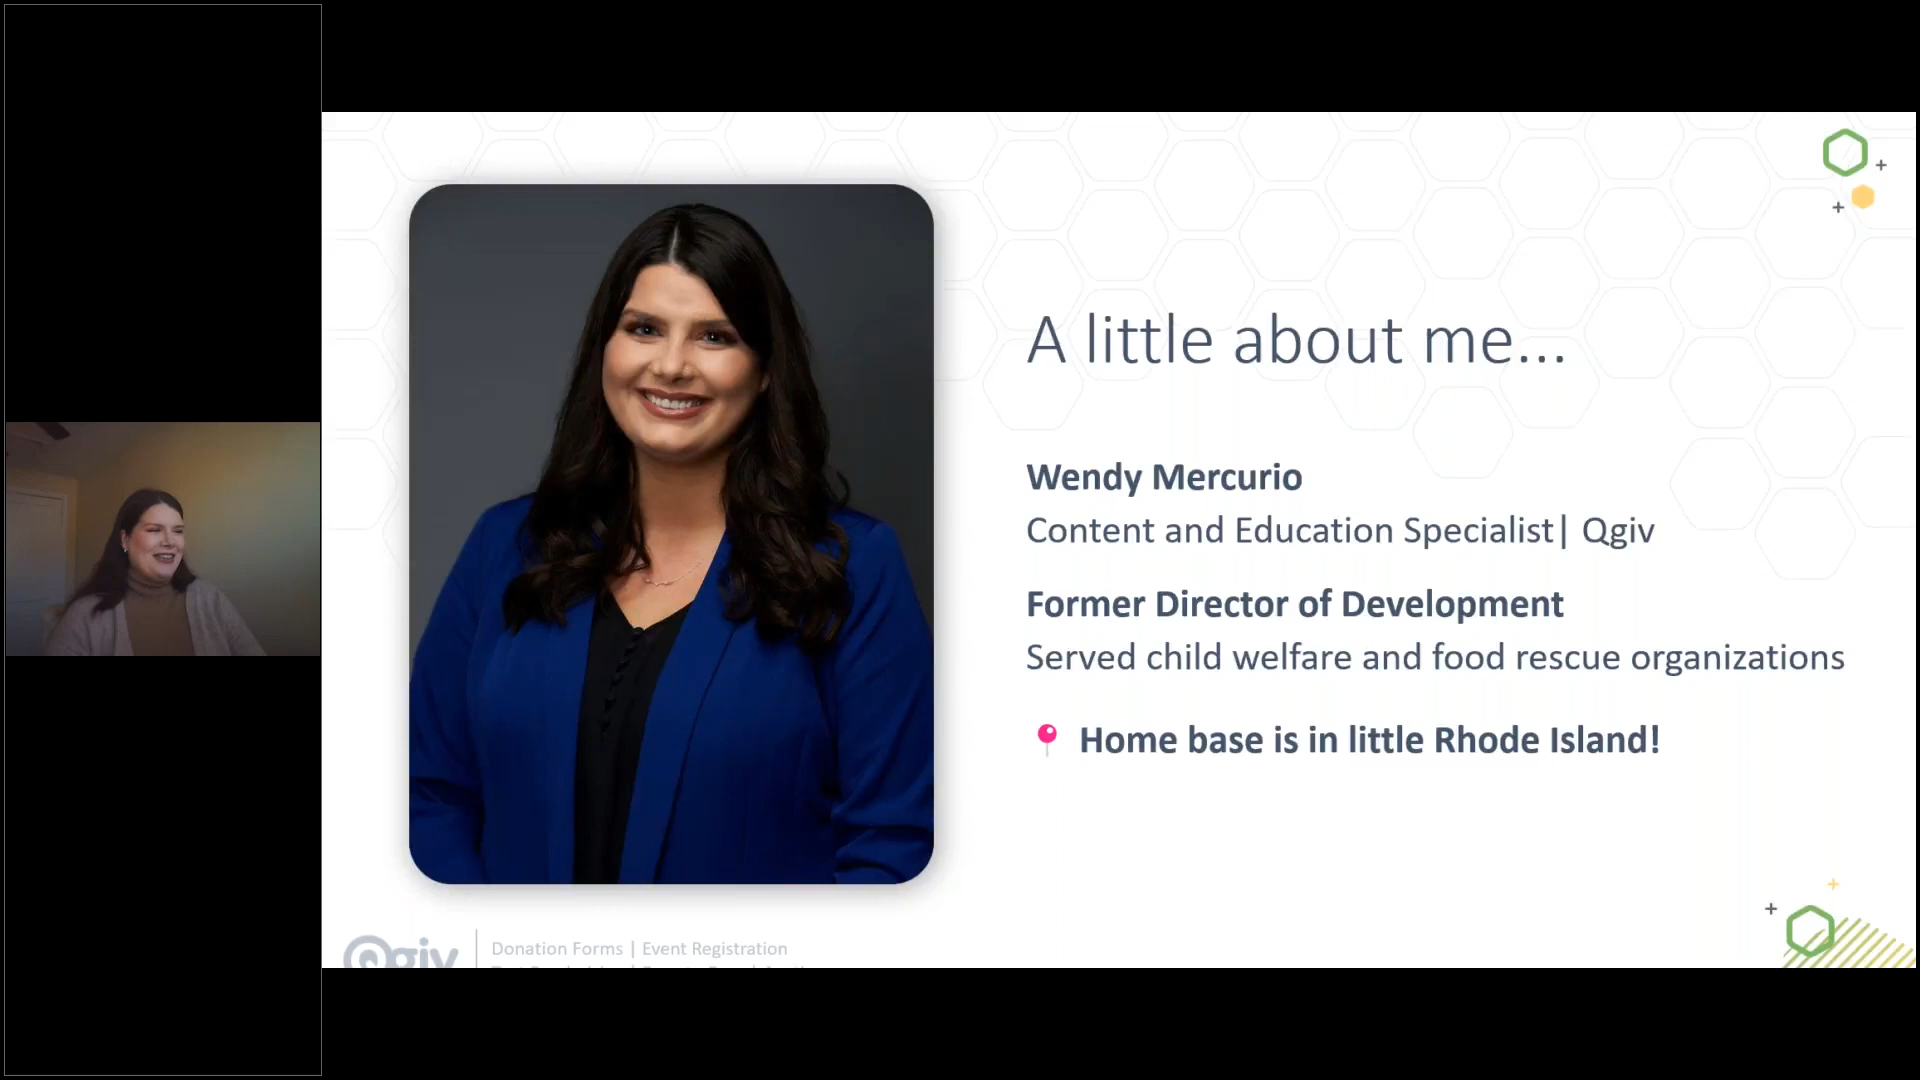 A little about me...
Wendy Mercurio
Content and Education Specialist| Qgiv
Former Director of Development
Served child welfare and food rescue organizations
Home base is in little Rhode Island!
Qgiv
Donation Forms | Event Registration